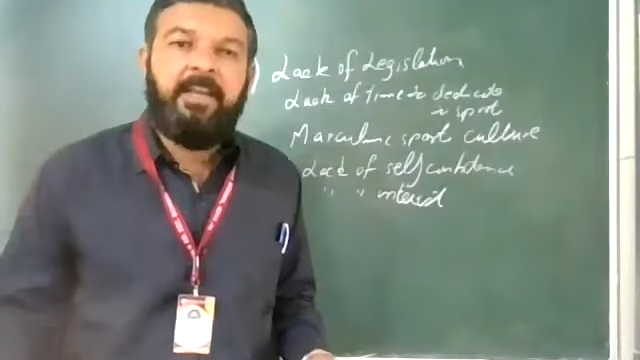 ) Lack of Legislation
Lack of Time to dedicate
to sport
Masculine sport culture
Lack of self confidence
" " interest